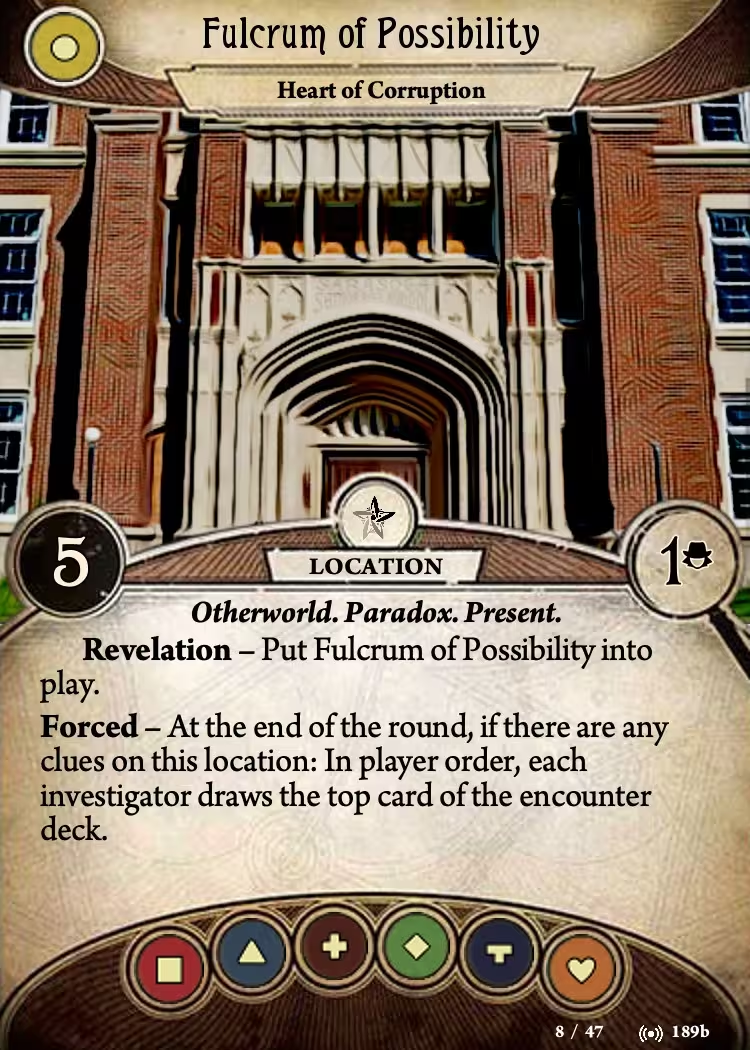 Fulcrum of Possibility
Heart of Corruption
5
1
LOCATION
Otherworld. Paradox. Present.
Revelation – Put Fulcrum of Possibility into
play.
Forced – At the end of the round, if there are any
clues on this location: In player order, each
investigator draws the top card of the encounter
deck.
8 / 47 189b